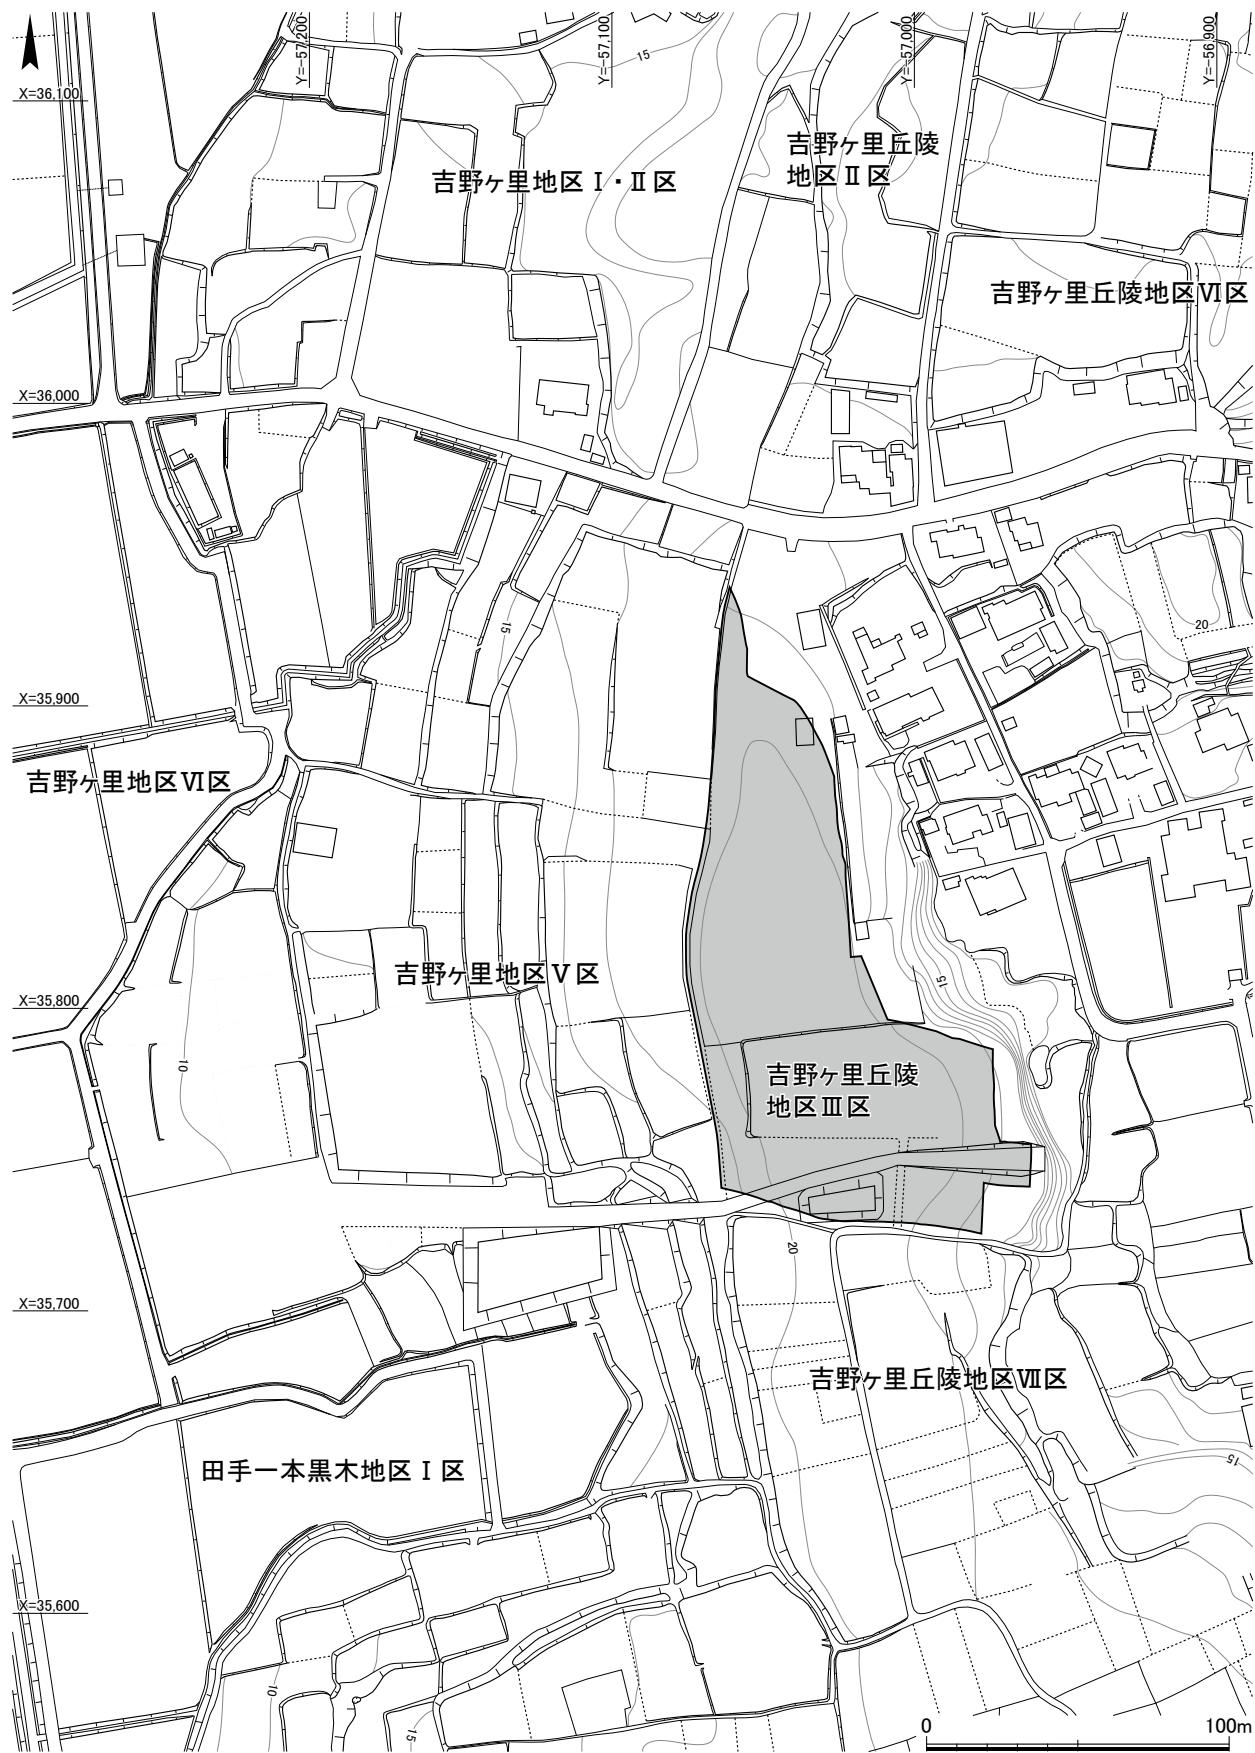 Y=-57,200
Y=-57,100
Y=-57,000
Y=-56,900
15
X=36,100
吉野ヶ里丘陵
地区Ⅱ区
吉野ヶ里地区Ⅰ・Ⅱ区
吉野ヶ里丘陵地区Ⅵ区
X=36,000
15
20
X=35,900
吉野ヶ里地区Ⅵ区
吉野ヶ里地区Ⅴ区
15
X=35,800
10
吉野ヶ里丘陵
地区Ⅲ区
20
X=35,700
吉野ヶ里丘陵地区Ⅶ区
15
田手一本黒木地区Ⅰ区
X=35,600
10
15
0 100m